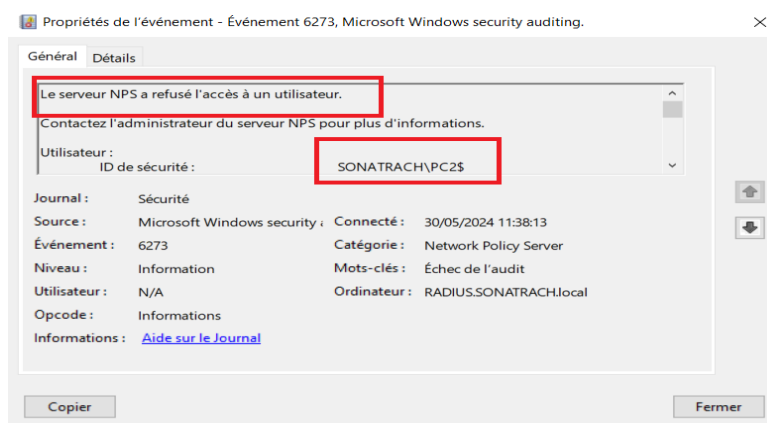 Propriétés de l'événement - Événement 6273, Microsoft Windows security auditing.
Général Détails
Le serveur NPS a refusé l'accès à un utilisateur.
Contactez l'administrateur du serveur NPS pour plus d'informations.
Utilisateur :
ID de sécurité : SONATRACH\PC2$
Journal : Sécurité
Source : Microsoft Windows security Connecté : 30/05/2024 11:38:13
Événement : 6273 Catégorie : Network Policy Server
Niveau : Information Mots-clés : Échec de l'audit
Utilisateur : N/A Ordinateur : RADIUS.SONATRACH.local
Opcode : Informations
Informations : Aide sur le Journal
Copier Fermer